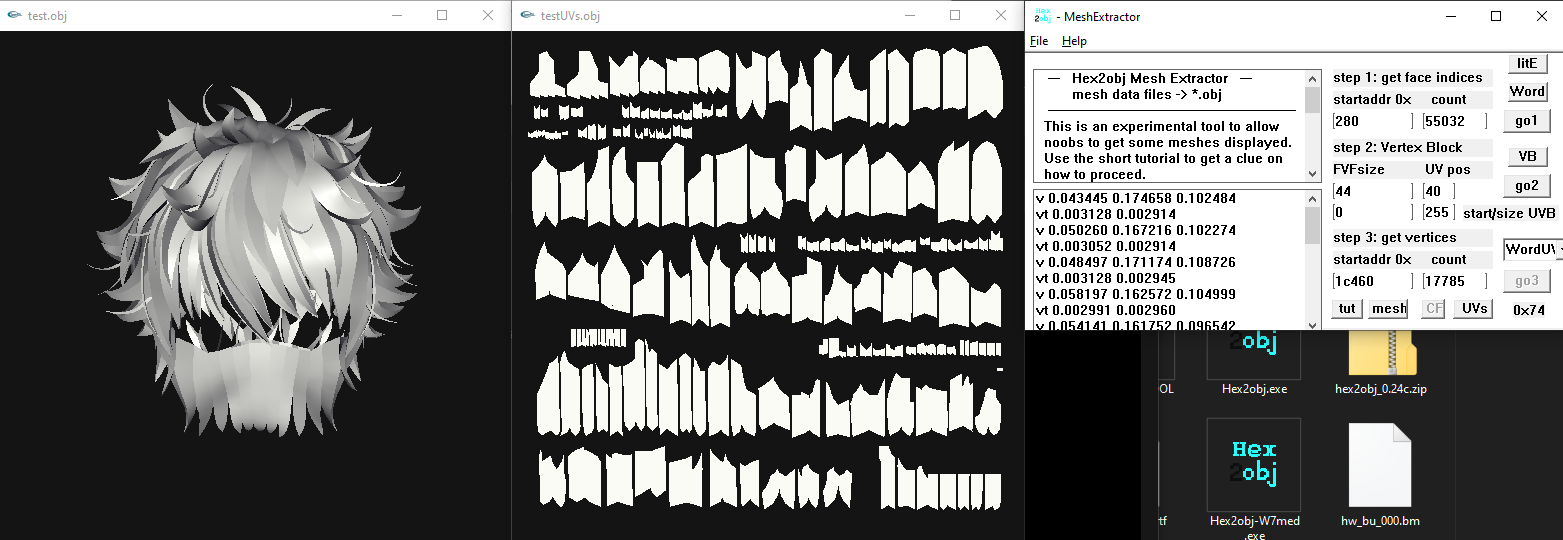 test.obj
testUVs.obj
Hex 2obj - MeshExtractor
File Help
— Hex2obj Mesh Extractor —
mesh data files -> *.obj
This is an experimental tool to allow
noobs to get some meshes displayed.
Use the short tutorial to get a clue on
how to proceed.
v 0.043445 0.174658 0.102484
vt 0.003128 0.002914
v 0.050260 0.167216 0.102274
vt 0.003052 0.002914
v 0.048497 0.171174 0.108726
vt 0.003128 0.002945
v 0.058197 0.162572 0.104999
vt 0.002991 0.002960
v 0.054141 0.161752 0.096542
step 1: get face indices
litE
startaddr 0x count
Word
[280 ] [55032 ]
go1
step 2: Vertex Block
VB
FVFsize UV pos
[44 ] [40 ]
go2
[0 ] [255 ] start/size UVB
step 3: get vertices
WordUV
startaddr 0x count
[1c460 ] [17785 ]
go3
tut mesh CF UVs 0x74
2obj
OL
Hex2obj.exe
hex2obj_0.24c.zip
Hex
2obj
tf
Hex2obj-W7med
.exe
hw_bu_000.bm